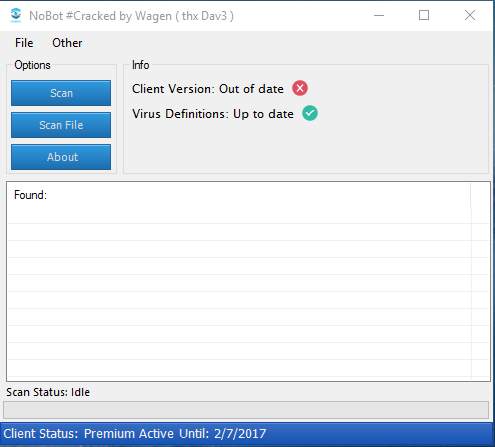 NoBot #Cracked by Wagen ( thx Dav3 )
File Other
Options
Scan
Scan File
About
Info
Client Version: Out of date
Virus Definitions: Up to date
Found:
Scan Status: Idle
Client Status: Premium Active Until: 2/7/2017